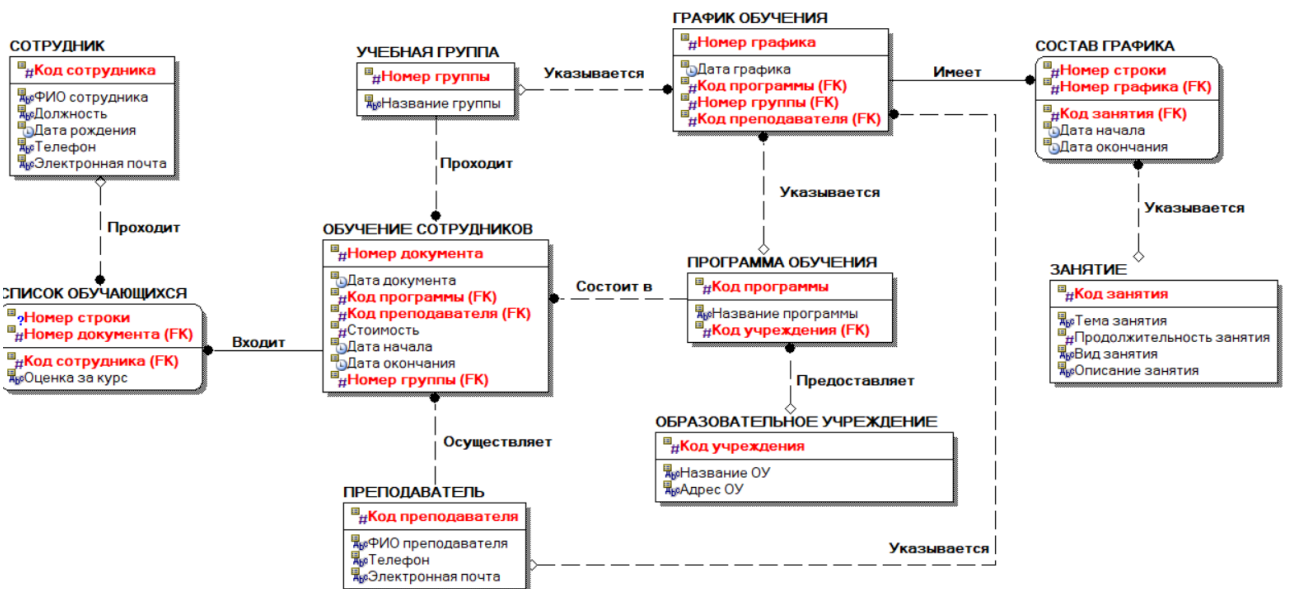 СОТРУДНИК
#Код сотрудника
ФИО сотрудника
Должность
Дата рождения
Телефон
Электронная почта
Проходит
СПИСОК ОБУЧАЮЩИХСЯ
?Номер строки
#Номер документа (FK)
#Код сотрудника (FK)
Оценка за курс
Входит
УЧЕБНАЯ ГРУППА
#Номер группы
Название группы
Указывается
Проходит
ОБУЧЕНИЕ СОТРУДНИКОВ
#Номер документа
Дата документа
#Код программы (FK)
#Код преподавателя (FK)
#Стоимость
Дата начала
Дата окончания
#Номер группы (FK)
Осуществляет
ПРЕПОДАВАТЕЛЬ
#Код преподавателя
ФИО преподавателя
Телефон
Электронная почта
Состоит в
ГРАФИК ОБУЧЕНИЯ
#Номер графика
Дата графика
#Код программы (FK)
#Номер группы (FK)
#Код преподавателя (FK)
Имеет
Указывается
ПРОГРАММА ОБУЧЕНИЯ
#Код программы
Название программы
#Код учреждения (FK)
Предоставляет
ОБРАЗОВАТЕЛЬНОЕ УЧРЕЖДЕНИЕ
#Код учреждения
Название ОУ
Адрес ОУ
Указывается
СОСТАВ ГРАФИКА
#Номер строки
#Номер графика (FK)
#Код занятия (FK)
Дата начала
Дата окончания
Указывается
ЗАНЯТИЕ
#Код занятия
Тема занятия
#Продолжительность занятия
Вид занятия
Описание занятия